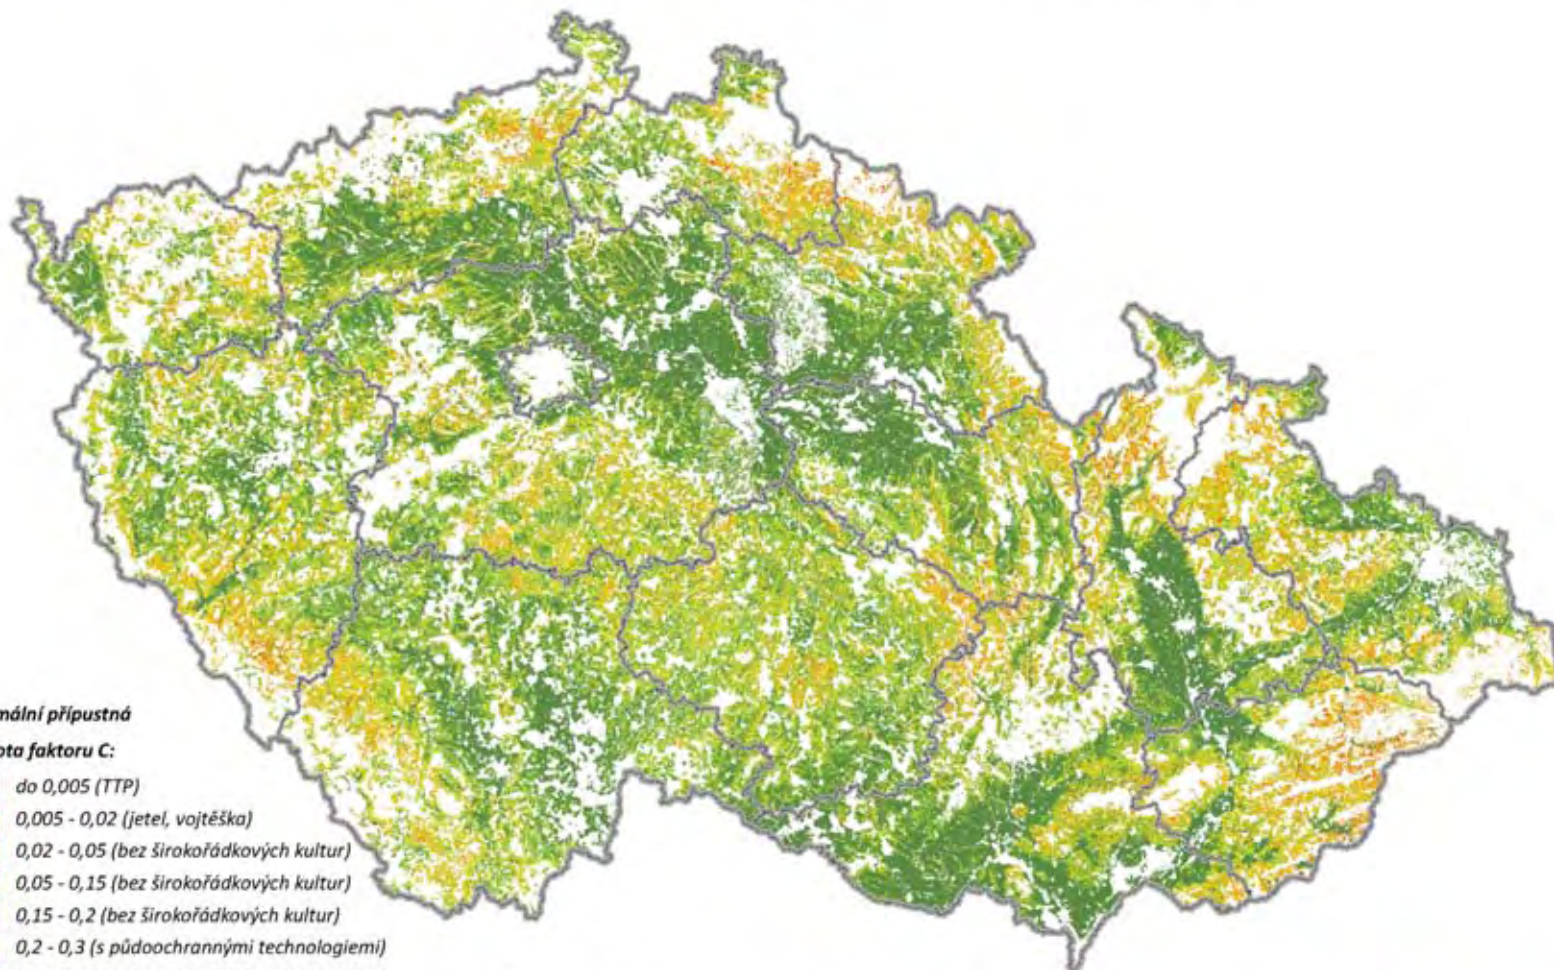 mální přípustná
ota faktoru C:
do 0,005 (TTP)
0,005 - 0,02 (jetel, vojtěška)
0,02 - 0,05 (bez širokořádkových kultur)
0,05 - 0,15 (bez širokořádkových kultur)
0,15 - 0,2 (bez širokořádkových kultur)
0,2 - 0,3 (s půdoochrannými technologiemi)